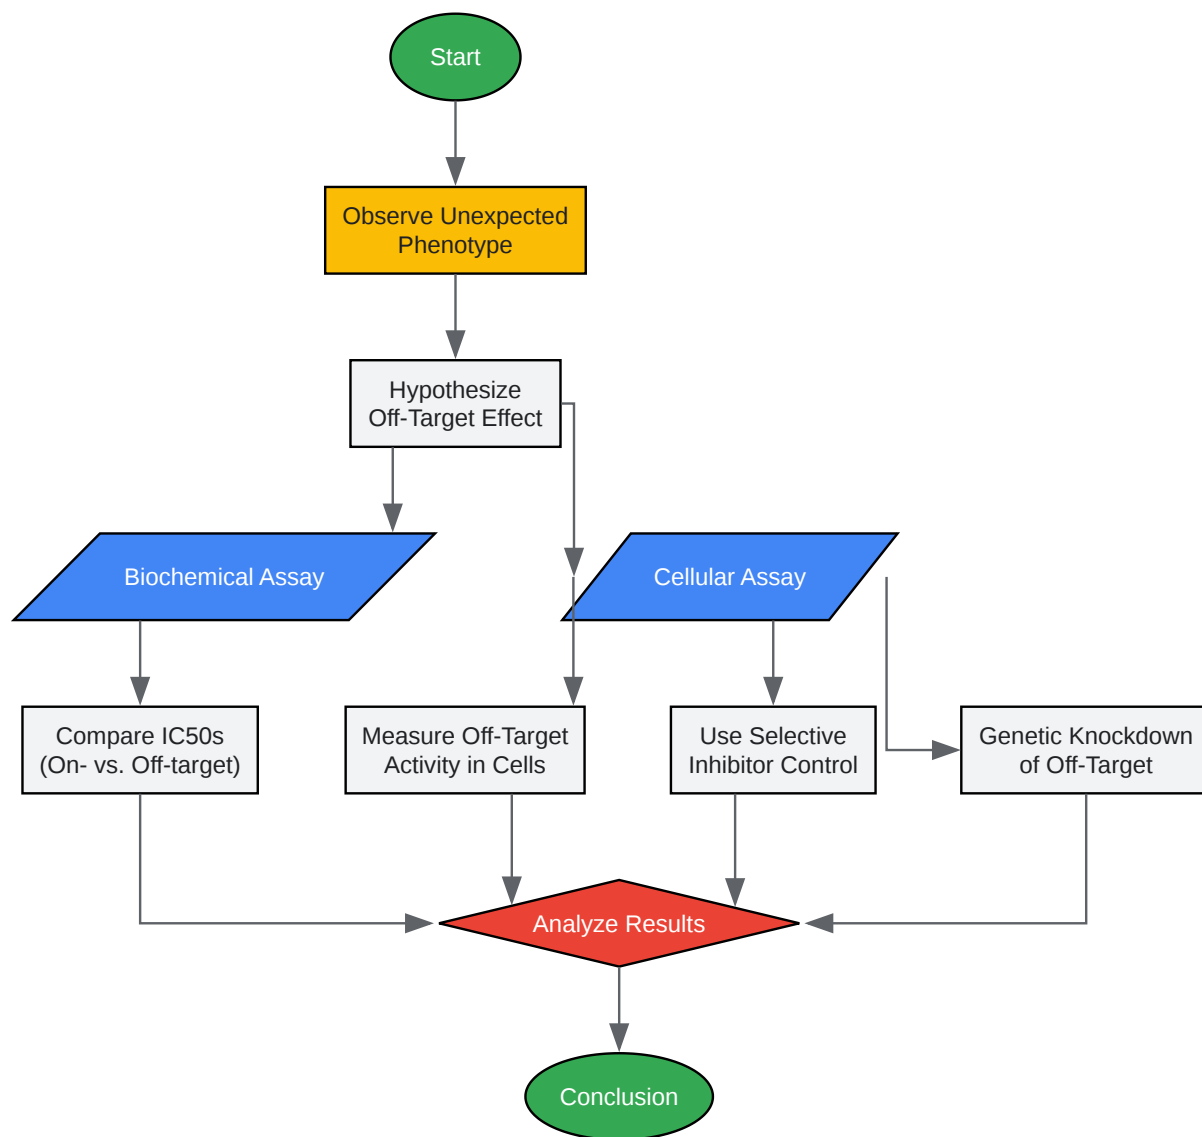 Start
Observe Unexpected
Phenotype
Hypothesize
Off-Target Effect
Biochemical Assay
Cellular Assay
Compare IC50s
(On- vs. Off-target)
Measure Off-Target
Activity in Cells
Use Selective
Inhibitor Control
Genetic Knockdown
of Off-Target
Analyze Results
Conclusion